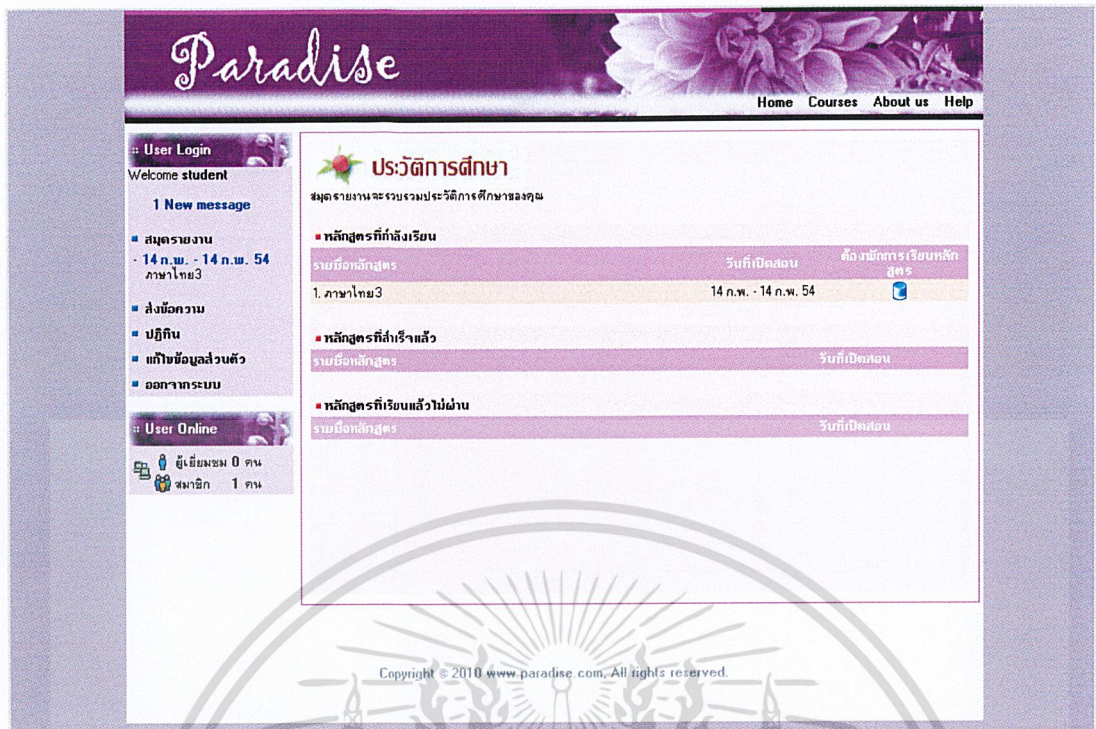 Paradise
Home Courses About us Help
:: User Login
Welcome student
1 New message
สมุดรายงาน
- 14 ก.พ. - 14 ก.พ. 54
ภาษาไทย3
ส่งข้อความ
ปฏิทิน
แก้ไขข้อมูลส่วนตัว
ออกจากระบบ
:: User Online
ผู้เยี่ยมชม 0 คน
สมาชิก 1 คน
ประวัติการศึกษา
สมุดรายงานจะรวบรวมประวัติการศึกษาของคุณ
หลักสูตรที่กำลังเรียน
รายชื่อหลักสูตร วันที่เปิดสอน ต้องพักการเรียนหลัก
สูตร
1. ภาษาไทย3 14 ก.พ. - 14 ก.พ. 54
หลักสูตรที่สำเร็จแล้ว
รายชื่อหลักสูตร วันที่เปิดสอน
หลักสูตรที่เรียนแล้วไม่ผ่าน
รายชื่อหลักสูตร วันที่เปิดสอน
Copyright © 2010 www.paradise.com, All rights reserved.